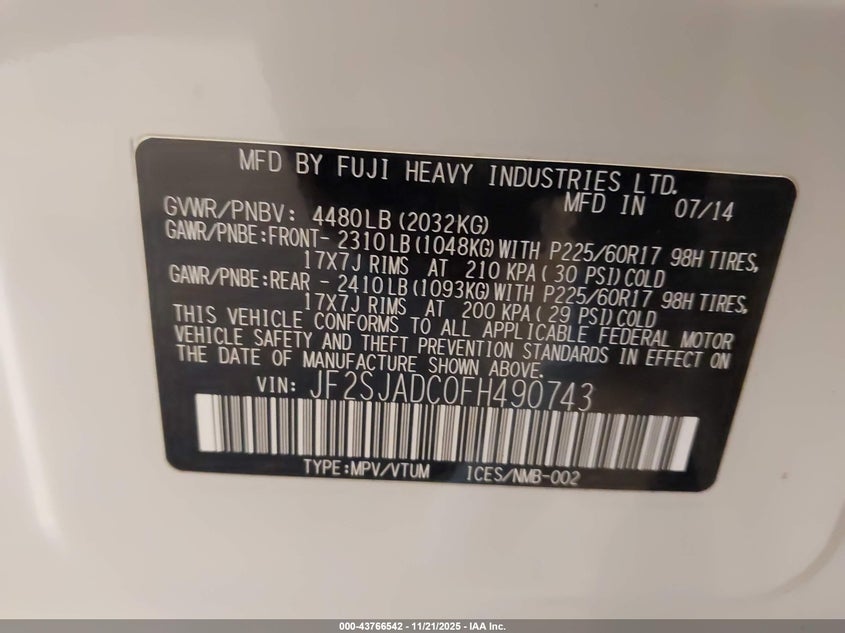 MFD BY FUJI HEAVY INDUSTRIES LTD.
MFD IN 07/14
GVWR/PNBV: 4480LB(2032KG)
GAWR/PNBE:FRONT- 2310LB(1048KG)WITH P225/60R17 98H TIRES,
17X7J RIMS AT 210 KPA( 30 PSI)COLD
GAWR/PNBE:REAR - 2410LB(1093KG)WITH P225/60R17 98H TIRES,
17X7J RIMS AT 200 KPA( 29 PSI)COLD
THIS VEHICLE CONFORMS TO ALL APPLICABLE FEDERAL MOTOR
VEHICLE SAFETY AND THEFT PREVENTION STANDARDS IN EFFECT ON
THE DATE OF MANUFACTURE SHOWN ABOVE.
VIN: JF2SJADC0FH490743
TYPE:MPV/VTUM ICES/NMB-002
000-43766542 - 11/21/2025 - IAA Inc.